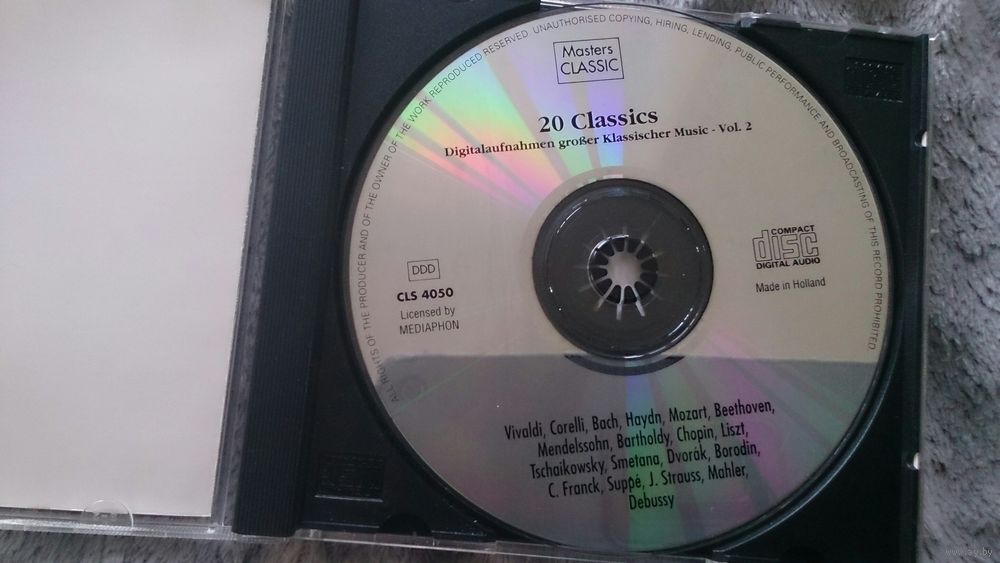 ALL RIGHTS OF THE PRODUCER AND OF THE OWNER OF THE WORK REPRODUCED RESERVED UNAUTHORISED COPYING, HIRING, LENDING, PUBLIC PERFORMANCE AND BROADCASTING OF THIS RECORD PROHIBITED
Masters
CLASSIC
20 Classics
Digitalaufnahmen großer Klassischer Music - Vol. 2
DDD
CLS 4050
Licensed by
MEDIAPHON
COMPACT
disc
DIGITAL AUDIO
Made in Holland
Vivaldi, Corelli, Bach, Haydn, Mozart, Beethoven,
Mendelssohn, Bartholdy, Chopin, Liszt,
Tschaikowsky, Smetana, Dvorák, Borodin,
C. Franck, Suppé, J. Strauss, Mahler,
Debussy